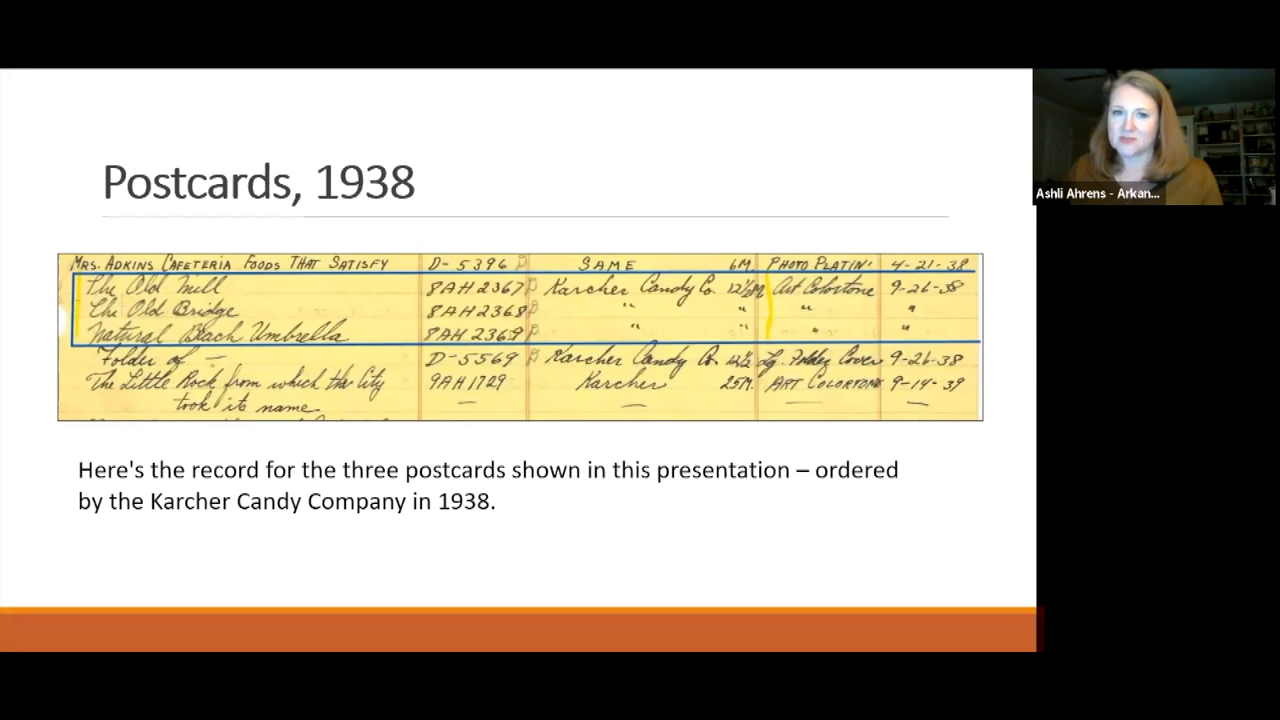 Postcards, 1938
MRS. ADKINS CAFETERIA FOODS THAT SATISFY D-5396 P SAME 6M. PHOTO PLATIN. 4-21-38
The Old Mill 8AH2367 P Karcher Candy Co. 12½M Art Colortone 9-26-38
The Old Bridge 8AH2368 P " " " "
Natural Beach Umbrella 8AH2369 P " " " "
Folder of — D-5569 P Karcher Candy Co. 12½ Lg. Folder Cover 9-26-38
The Little Rock from which the City 9AH1729 Karcher 25M. ART COLORTONE 9-14-39
took its name — — — —
Here's the record for the three postcards shown in this presentation – ordered
by the Karcher Candy Company in 1938.
Ashli Ahrens - Arkan...